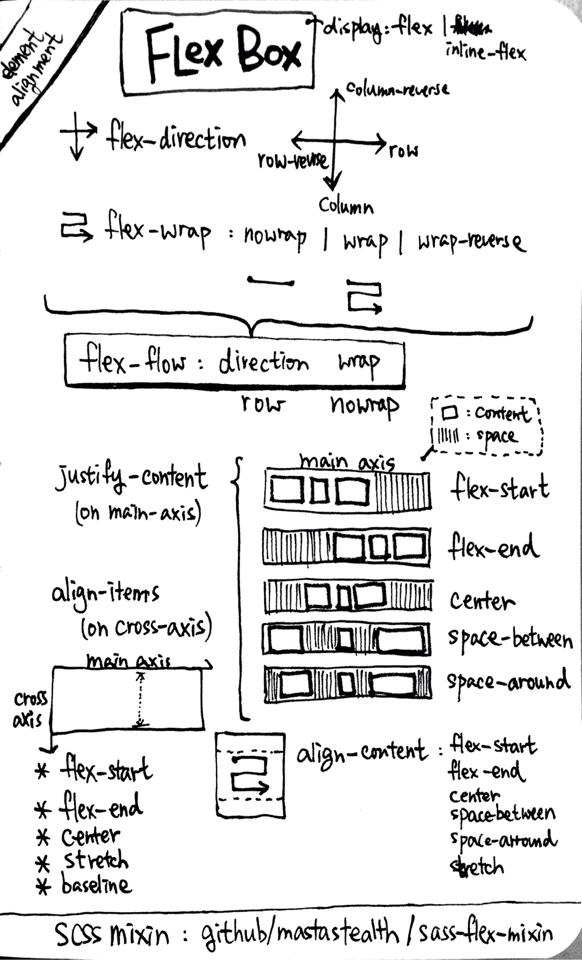 element
alignment
Flex Box
display: flex |
inline-flex
flex-direction
column-reverse
row-reverse
row
column
flex-wrap : nowrap | wrap | wrap-reverse
flex-flow : direction wrap
row nowrap
: content
: space
justify-content
(on main-axis)
main axis
flex-start
flex-end
center
space-between
space-around
align-items
(on cross-axis)
main axis
cross
axis
* flex-start
* flex-end
* center
* stretch
* baseline
align-content : flex-start
flex-end
center
space-between
space-arround
stretch
SCSS mixin : github/mastastealth/sass-flex-mixin